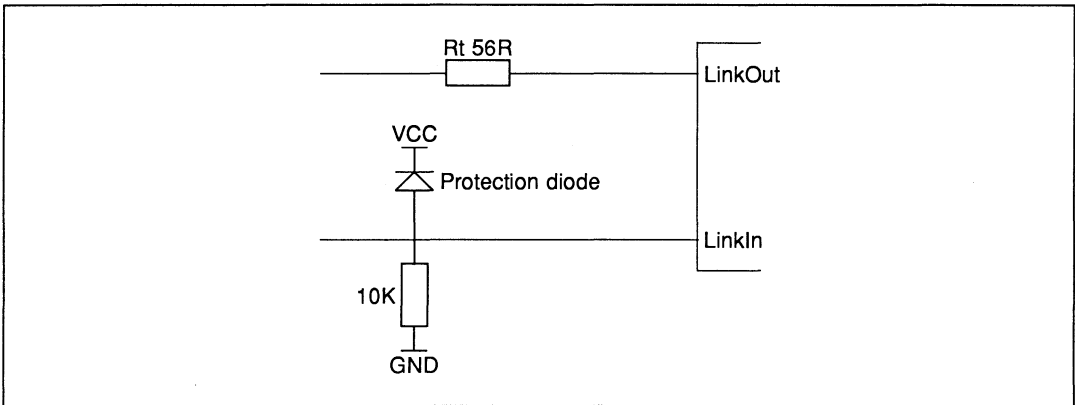 Rt 56R
LinkOut
VCC
Protection diode
LinkIn
10K
GND